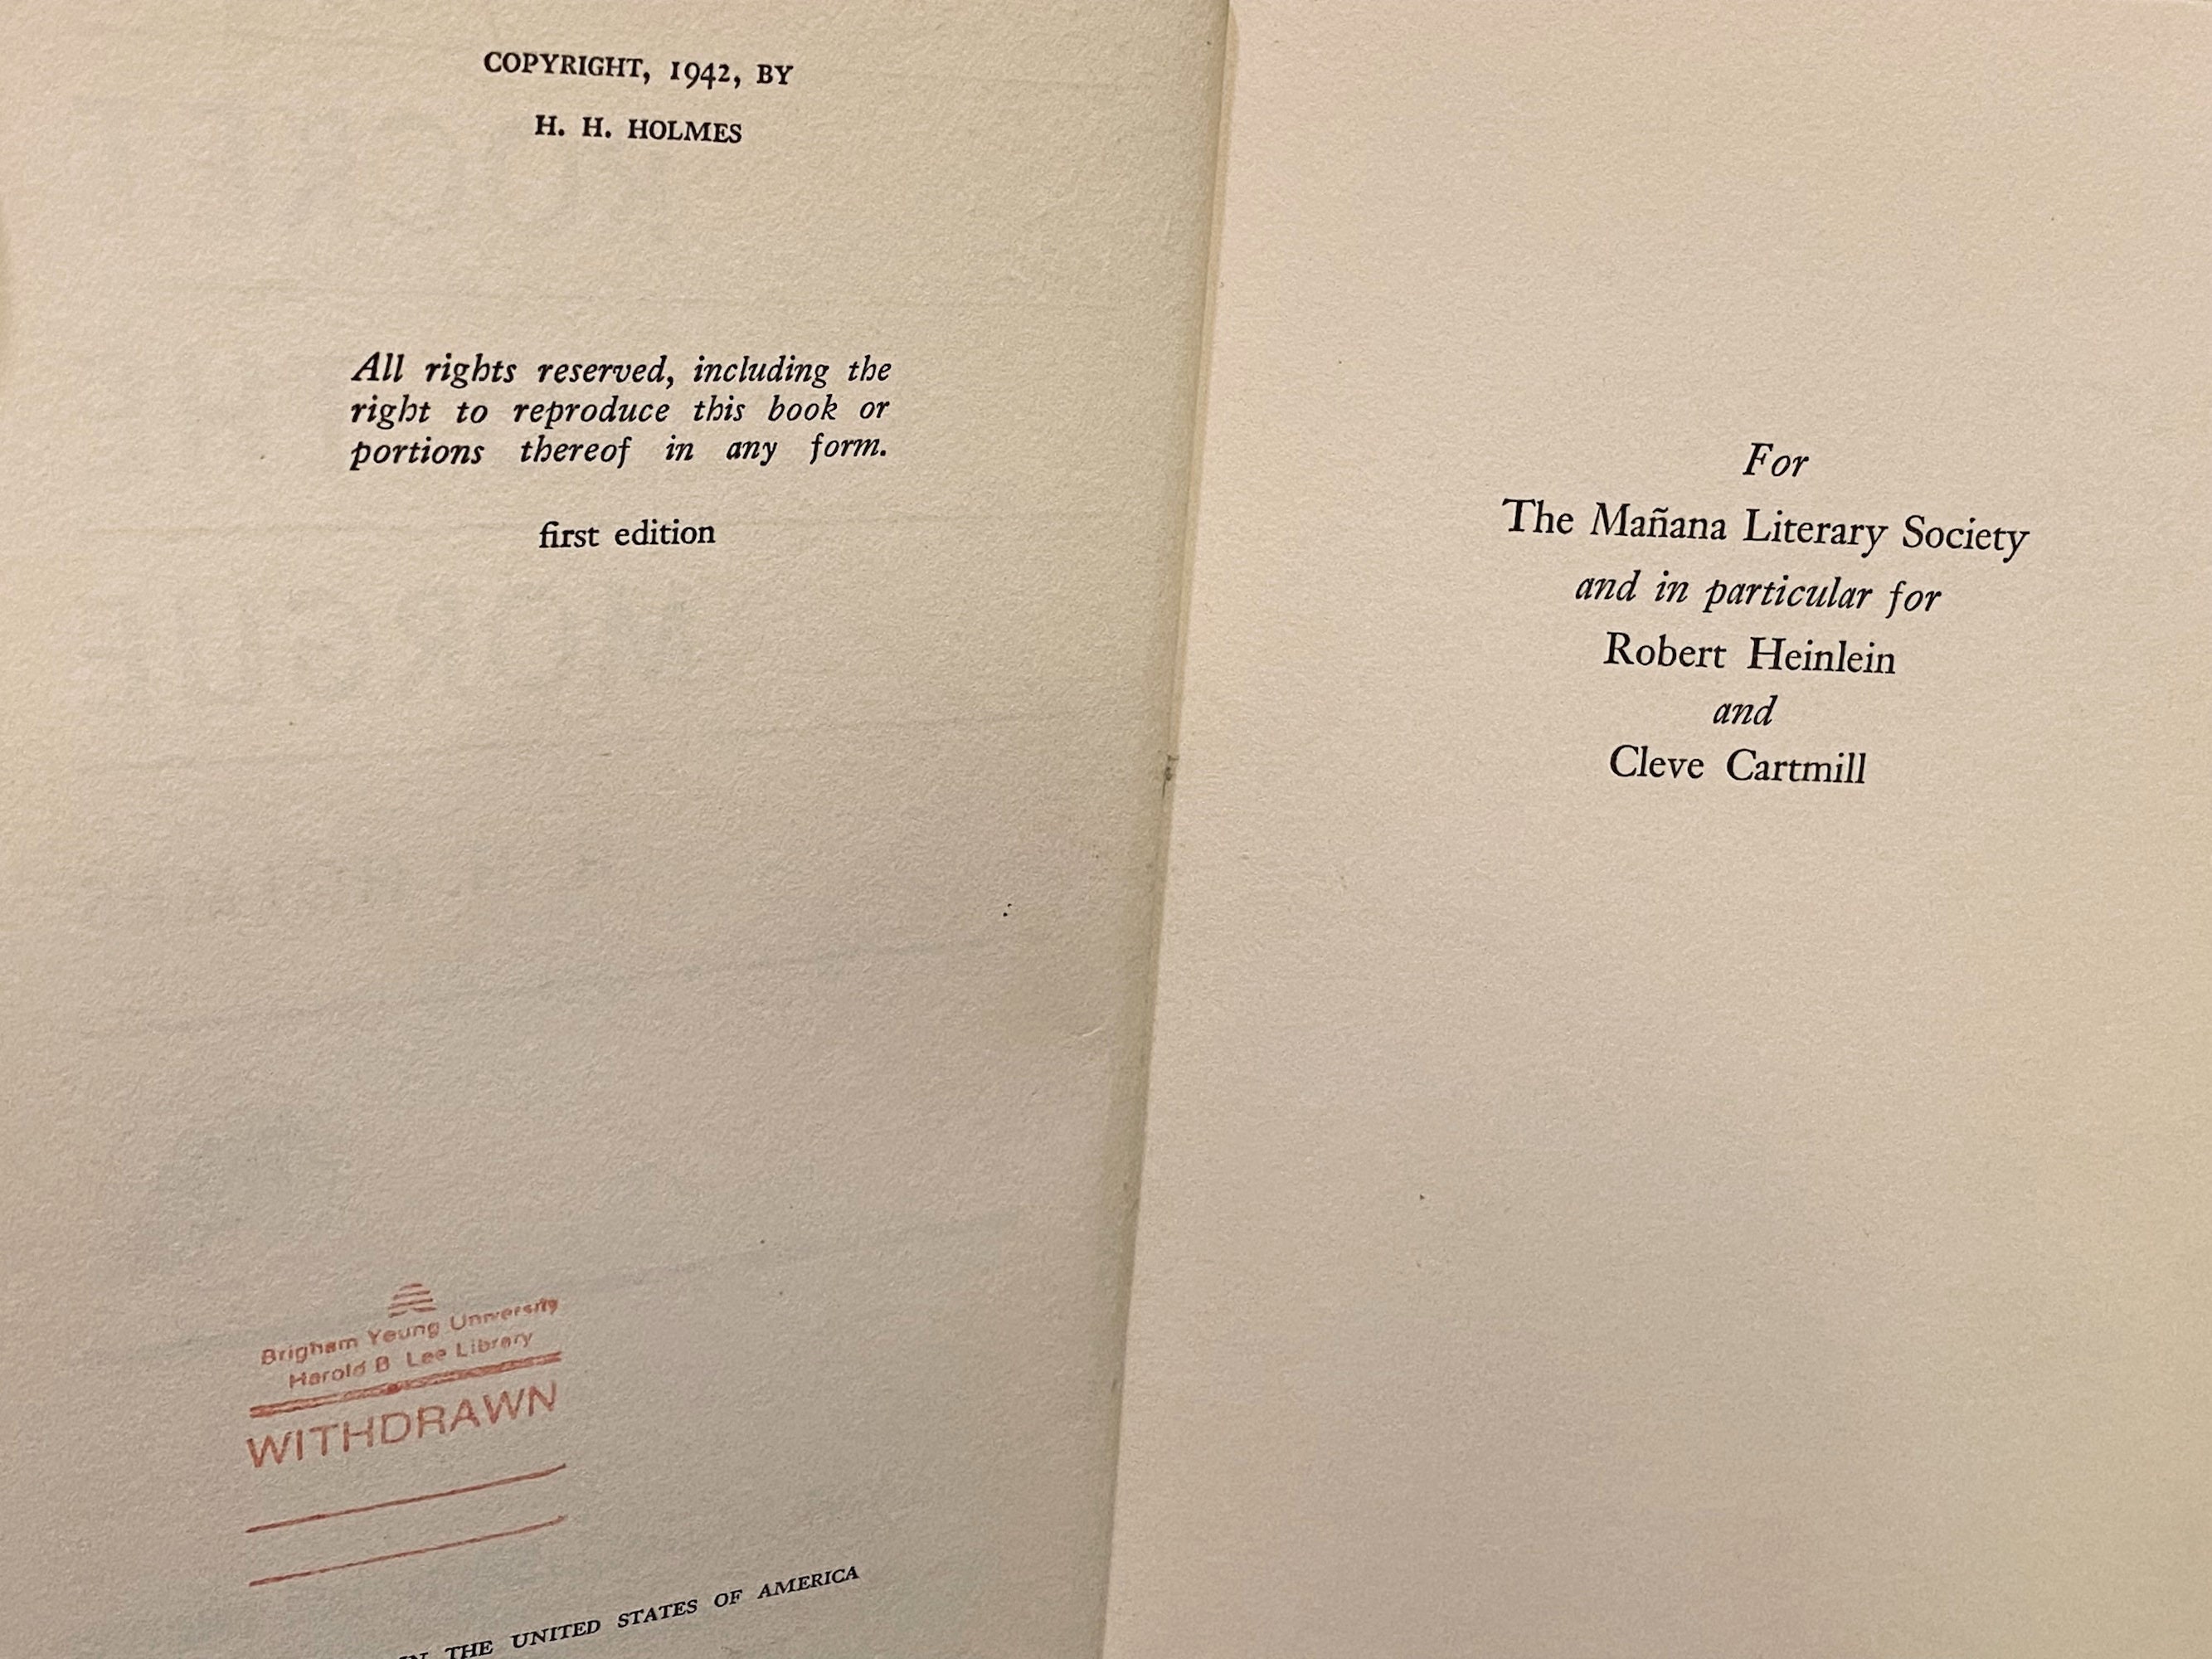 COPYRIGHT, 1942, BY
H. H. HOLMES
All rights reserved, including the
right to reproduce this book or
portions thereof in any form.
first edition
Brigham Young University
Harold B Lee Library
WITHDRAWN
IN THE UNITED STATES OF AMERICA
For
The Mañana Literary Society
and in particular for
Robert Heinlein
and
Cleve Cartmill